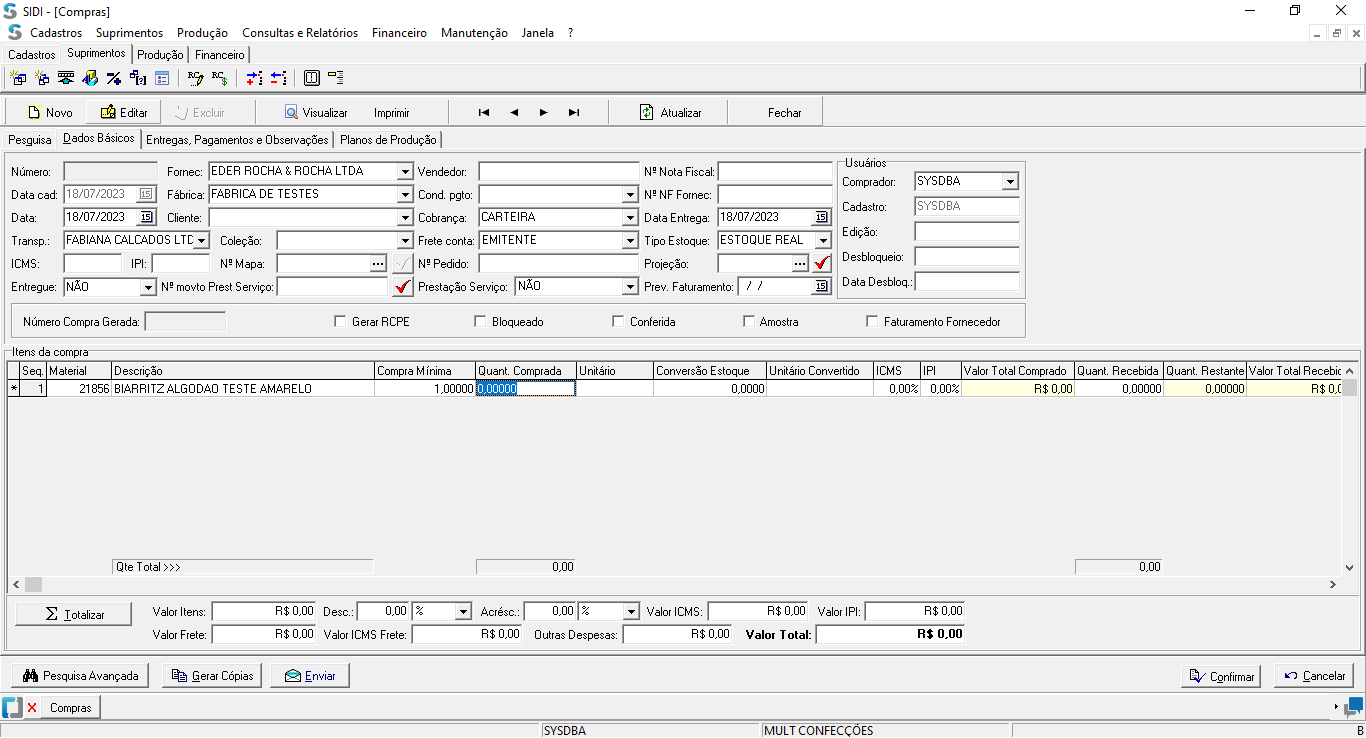 SIDI - [Compras]
Cadastros Suprimentos Produção Consultas e Relatórios Financeiro Manutenção Janela ?
Cadastros Suprimentos Produção Financeiro
Novo Editar Excluir Visualizar Imprimir Atualizar Fechar
Pesquisa Dados Básicos Entregas, Pagamentos e Observações Planos de Produção
Usuários
Número: Fornec: EDER ROCHA & ROCHA LTDA Vendedor: Nº Nota Fiscal: Comprador: SYSDBA
Data cad: 18/07/2023 15 Fábrica: FABRICA DE TESTES Cond. pgto: Nº NF Fornec: Cadastro: SYSDBA
Data: 18/07/2023 15 Cliente: Cobrança: CARTEIRA Data Entrega: 18/07/2023 15 Edição:
Transp.: FABIANA CALCADOS LTC Coleção: Frete conta: EMITENTE Tipo Estoque: ESTOQUE REAL
ICMS: IPI: Nº Mapa: ... Nº Pedido: Projeção: ... Desbloqueio:
Entregue: NÃO Nº movto Prest Serviço: Prestação Serviço: NÃO Prev. Faturamento: / / 15 Data Desbloq.:
Número Compra Gerada: Gerar RCPE Bloqueado Conferida Amostra Faturamento Fornecedor
Itens da compra
Seq. Material Descrição Compra Mínima Quant. Comprada Unitário Conversão Estoque Unitário Convertido ICMS IPI Valor Total Comprado Quant. Recebida Quant. Restante Valor Total Recebid
* 1 21856 BIARRITZ ALGODAO TESTE AMARELO 1,00000 0,00000 0,0000 0,00% 0,00% R$ 0,00 0,00000 0,00000 R$ 0,0
Qte Total >>> 0,00 0,00
Σ Totalizar Valor Itens: R$ 0,00 Desc.: 0,00 % Acrésc.: 0,00 % Valor ICMS: R$ 0,00 Valor IPI: R$ 0,00
Valor Frete: R$ 0,00 Valor ICMS Frete: R$ 0,00 Outras Despesas: R$ 0,00 Valor Total: R$ 0,00
Pesquisa Avançada Gerar Cópias Enviar Confirmar Cancelar
Compras
SYSDBA MULT CONFECÇÕES B